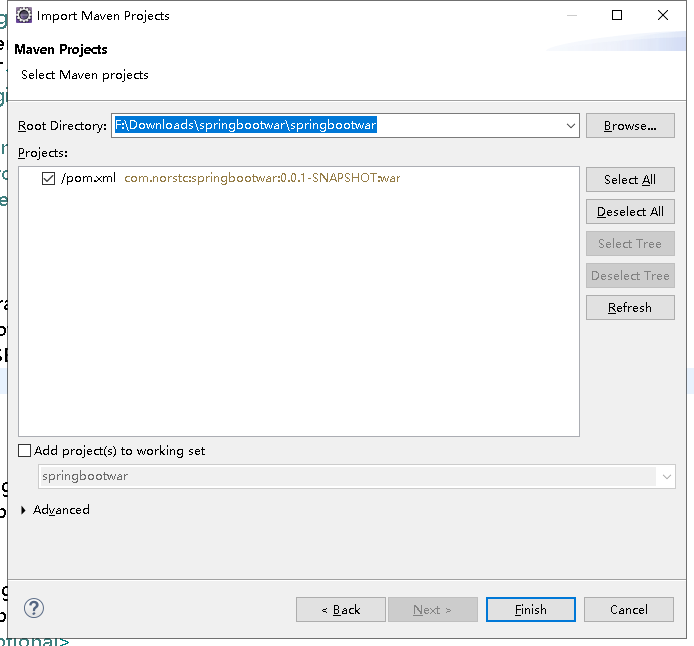 Import Maven Projects
Maven Projects
Select Maven projects
Root Directory: F:\Downloads\springbootwar\springbootwar Browse...
Projects:
/pom.xml com.norstc:springbootwar:0.0.1-SNAPSHOT:war
Select All
Deselect All
Select Tree
Deselect Tree
Refresh
Add project(s) to working set
springbootwar
Advanced
< Back Next > Finish Cancel